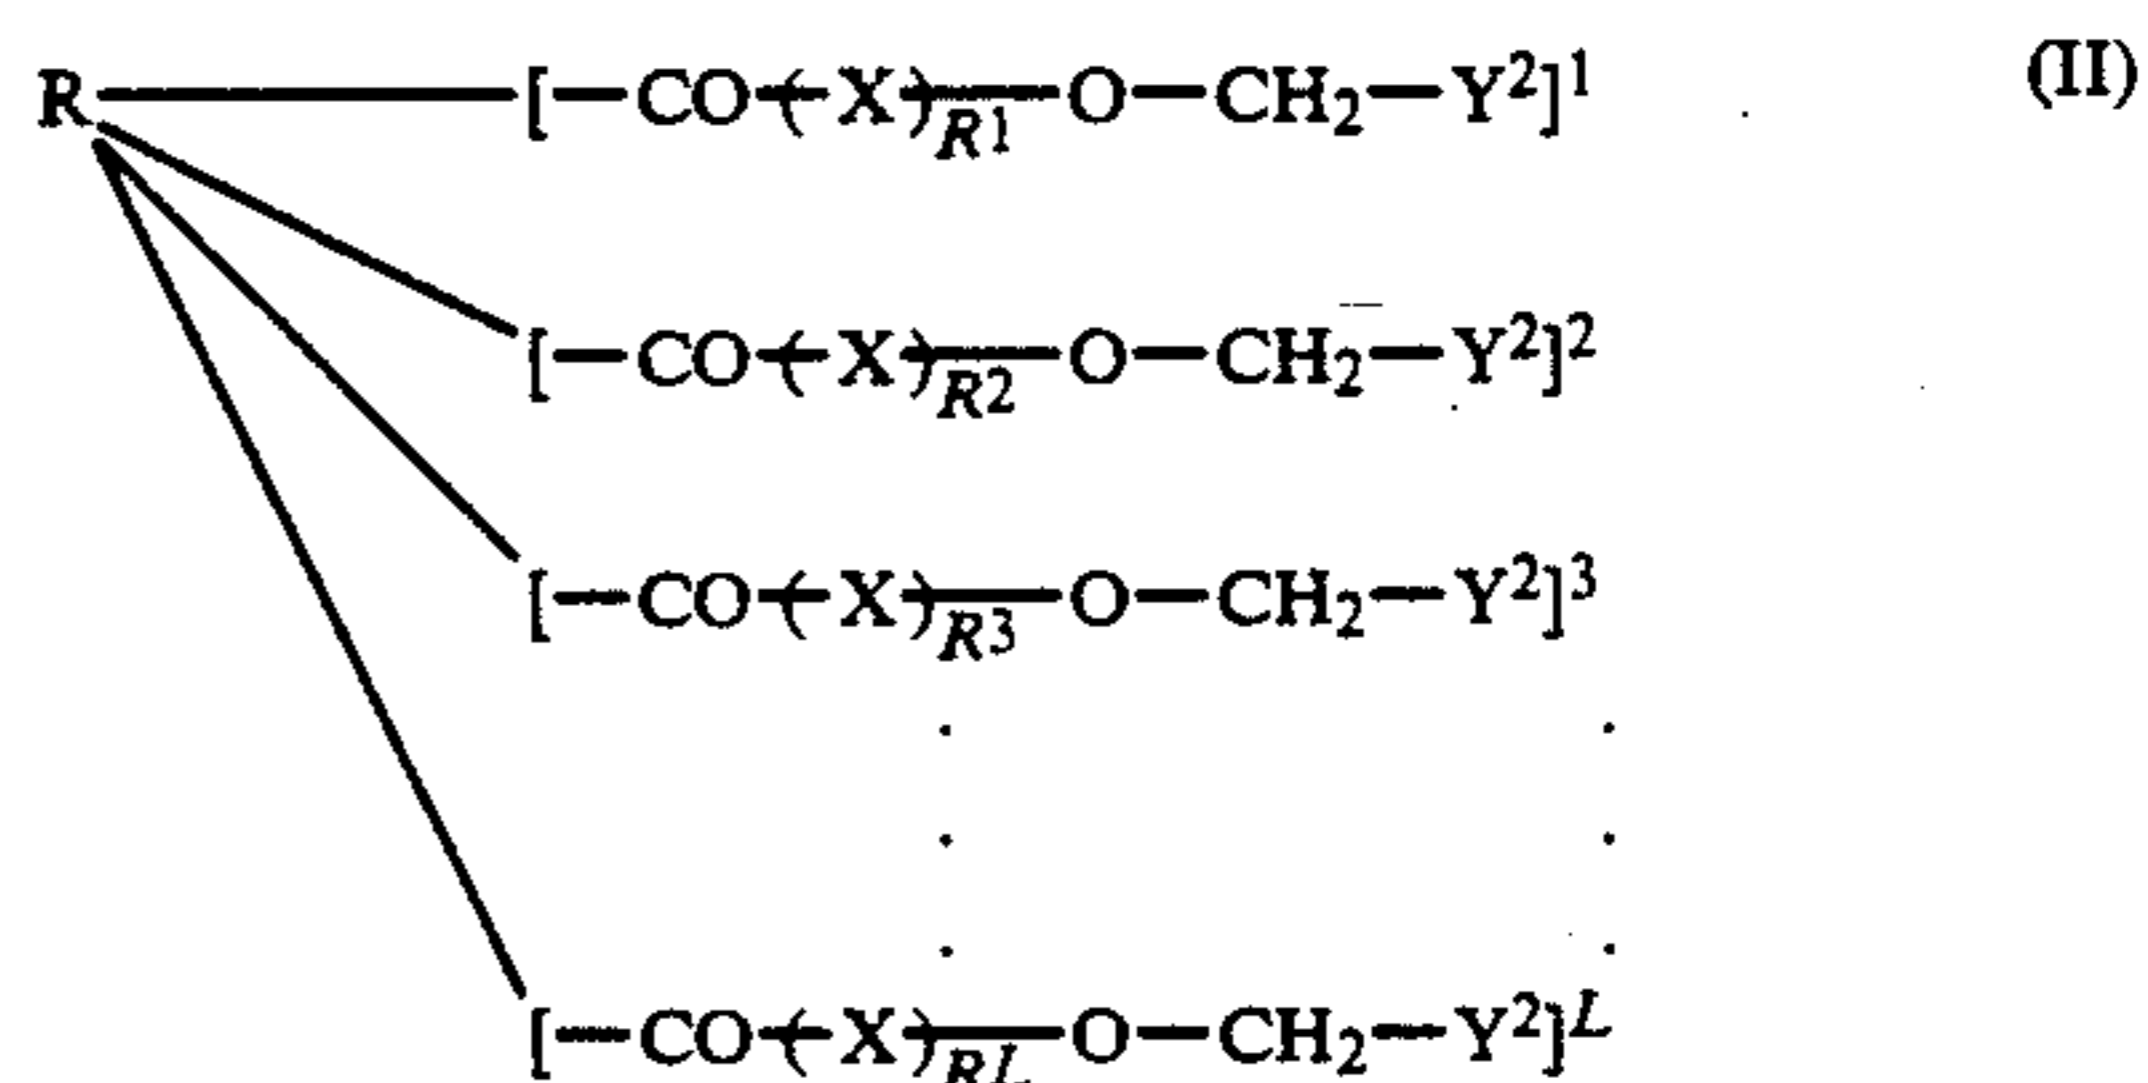 R [—CO—(X)R1—O—CH2—Y2]1 (II)
[—CO—(X)R2—O—CH2—Y2]2
[—CO—(X)R3—O—CH2—Y2]3
. .
. .
. .
[—CO—(X)RL—O—CH2—Y2]L